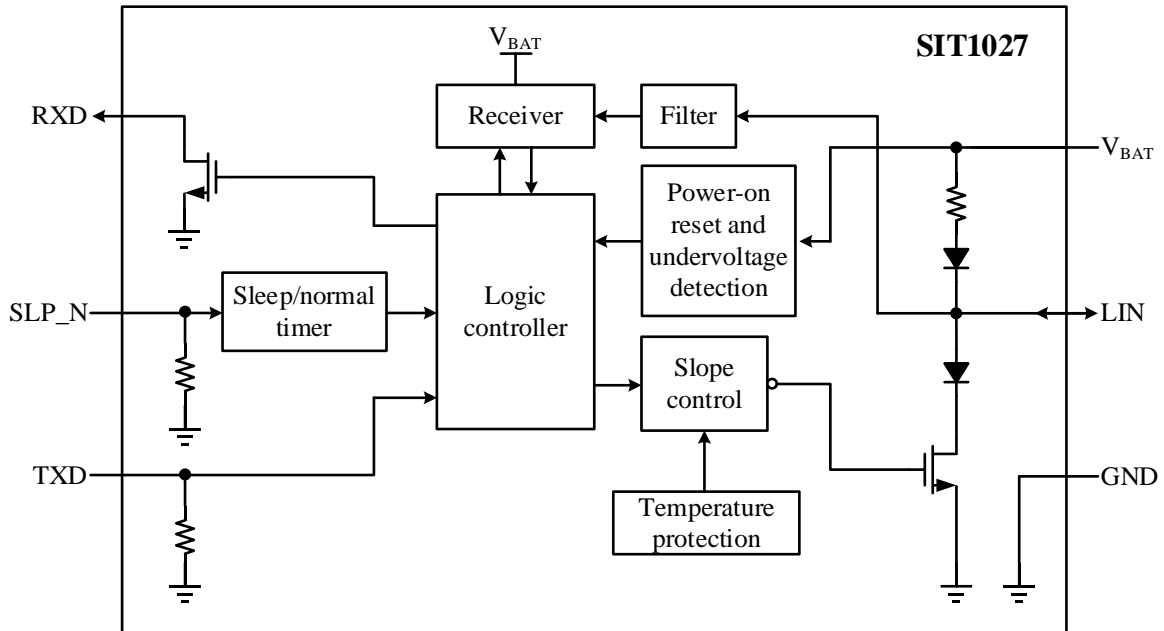 SIT1027
V_BAT
RXD
Receiver
Filter
V_BAT
Power-on
reset and
undervoltage
detection
SLP_N
Sleep/normal
timer
Logic
controller
LIN
Slope
control
TXD
GND
Temperature
protection